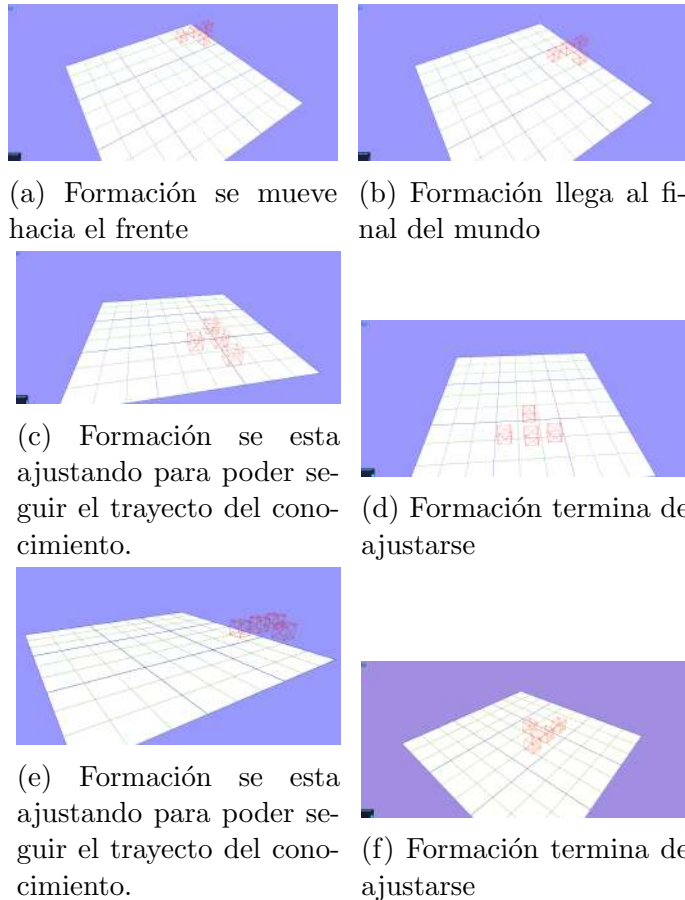 (a) Formación se mueve
hacia el frente
(b) Formación llega al fi-
nal del mundo
(c) Formación se esta
ajustando para poder se-
guir el trayecto del cono-
cimiento.
(d) Formación termina de
ajustarse
(e) Formación se esta
ajustando para poder se-
guir el trayecto del cono-
cimiento.
(f) Formación termina de
ajustarse